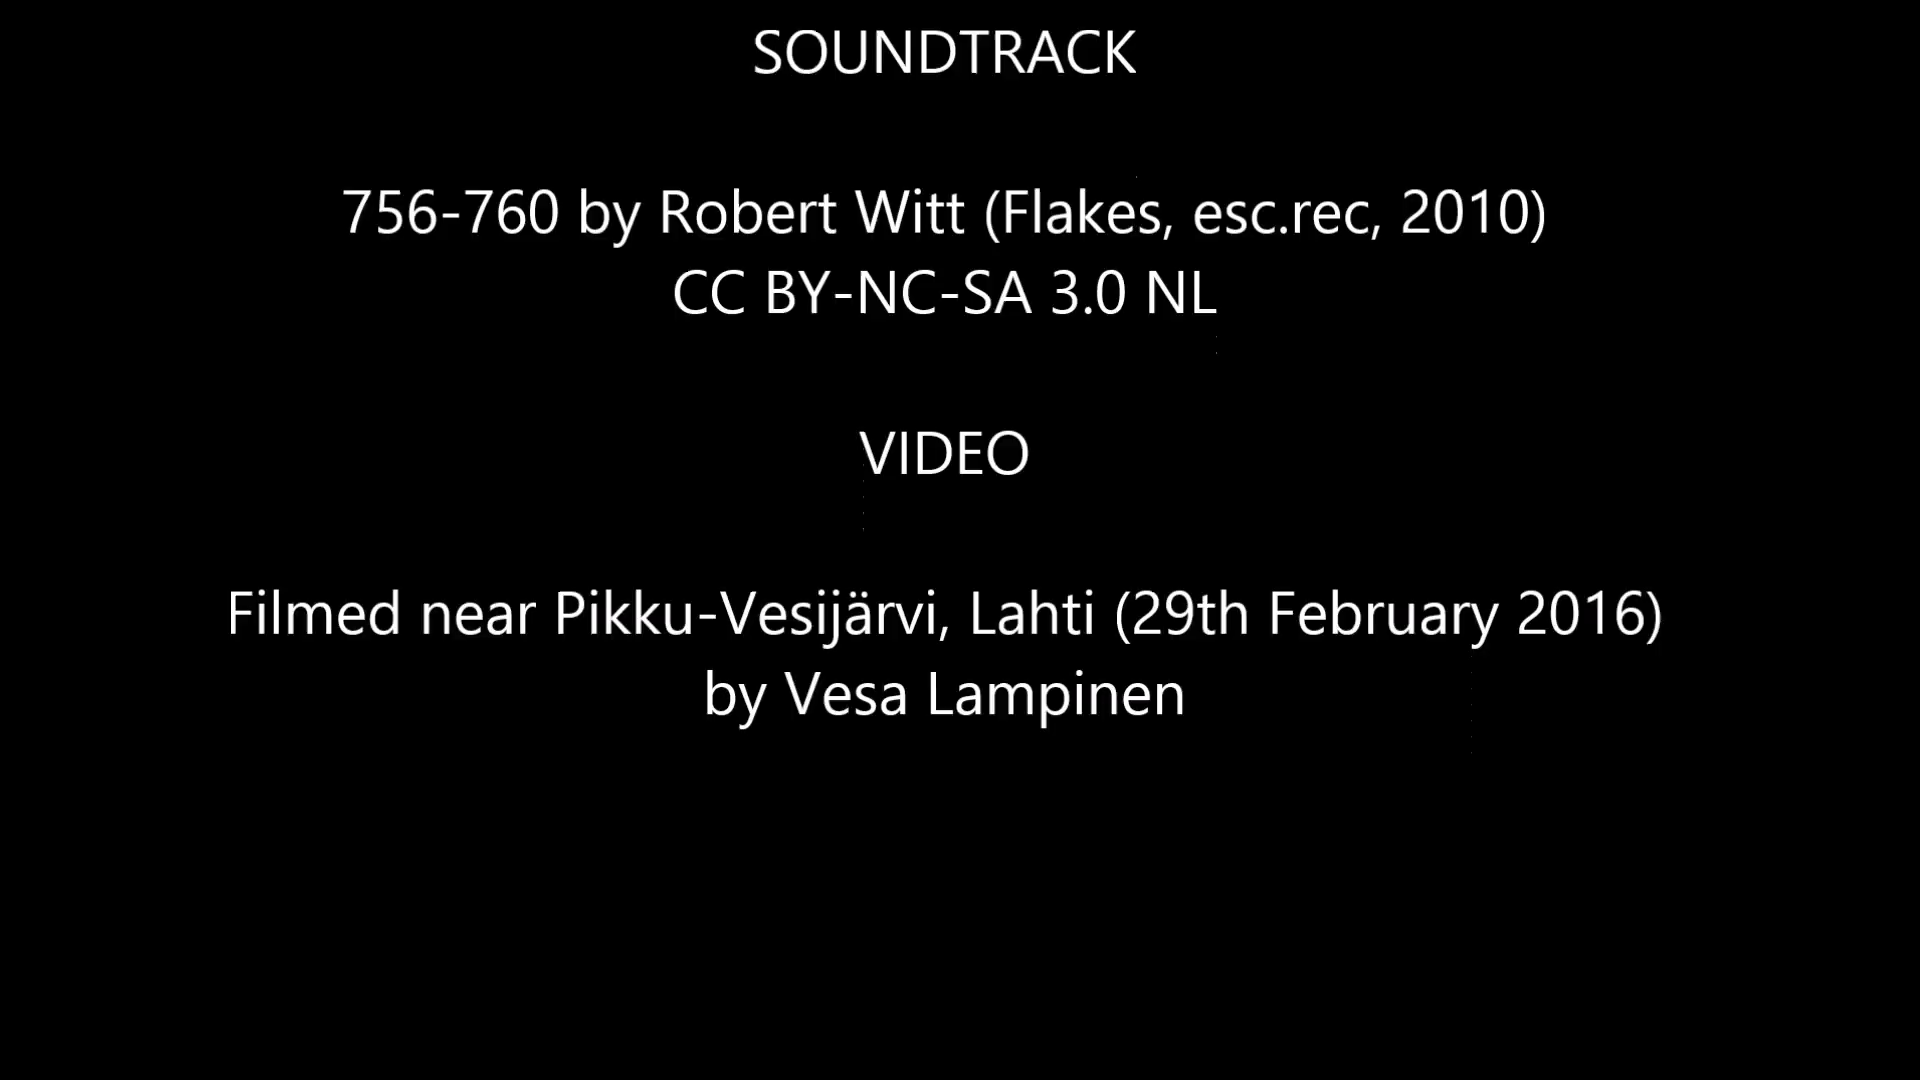 SOUNDTRACK
756-760 by Robert Witt (Flakes, esc.rec, 2010)
CC BY-NC-SA 3.0 NL
VIDEO
Filmed near Pikku-Vesijärvi, Lahti (29th February 2016)
by Vesa Lampinen